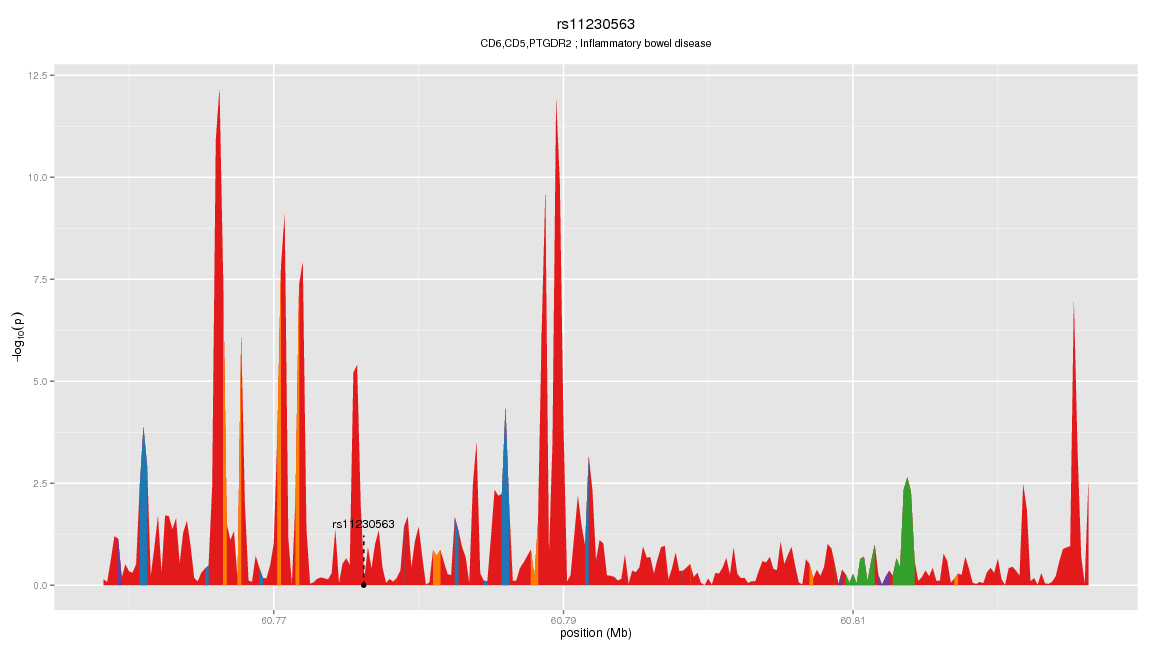 rs11230563
CD6,CD5,PTGDR2 ; Inflammatory bowel disease
12.5
10.0
7.5
5.0
2.5
0.0
−log10(p)
rs11230563
60.77
60.79
60.81
position (Mb)